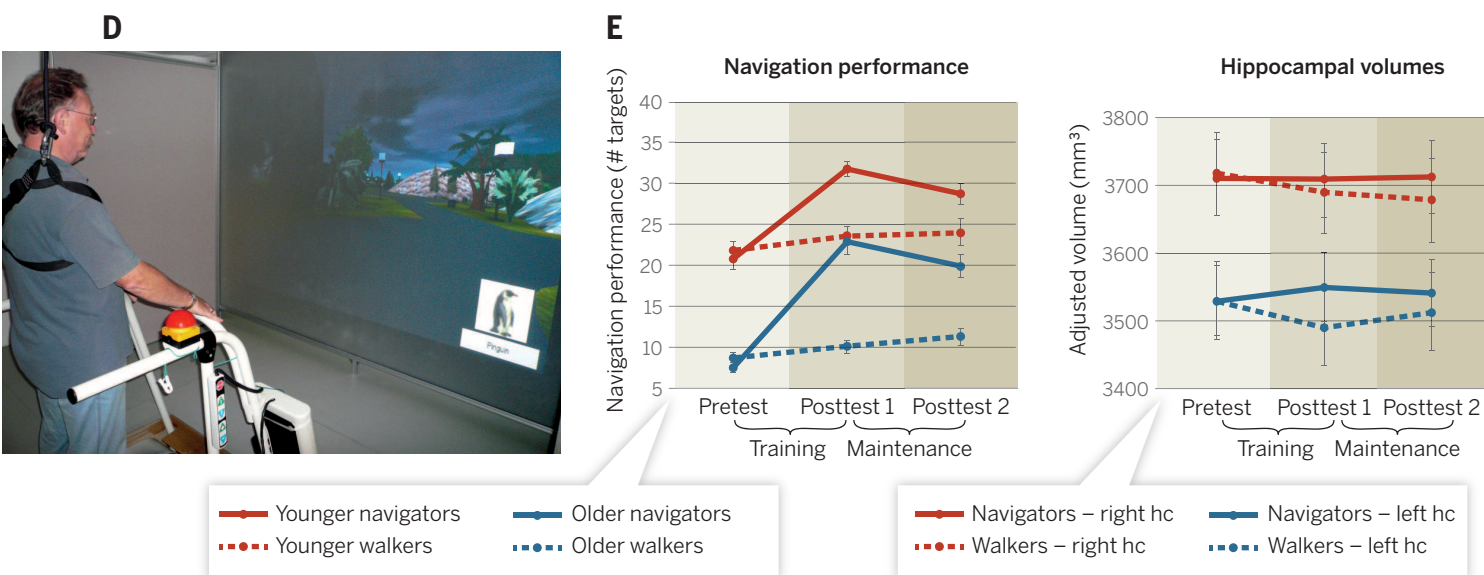 D
E
Navigation performance
Hippocampal volumes
Navigation performance (# targets)
40
35
30
25
20
15
10
5
Pretest
Posttest 1
Posttest 2
Training
Maintenance
Adjusted volume (mm³)
3800
3700
3600
3500
3400
Pretest
Posttest 1
Posttest 2
Training
Maintenance
Pinguin
Younger navigators
Older navigators
Younger walkers
Older walkers
Navigators – right hc
Navigators – left hc
Walkers – right hc
Walkers – left hc